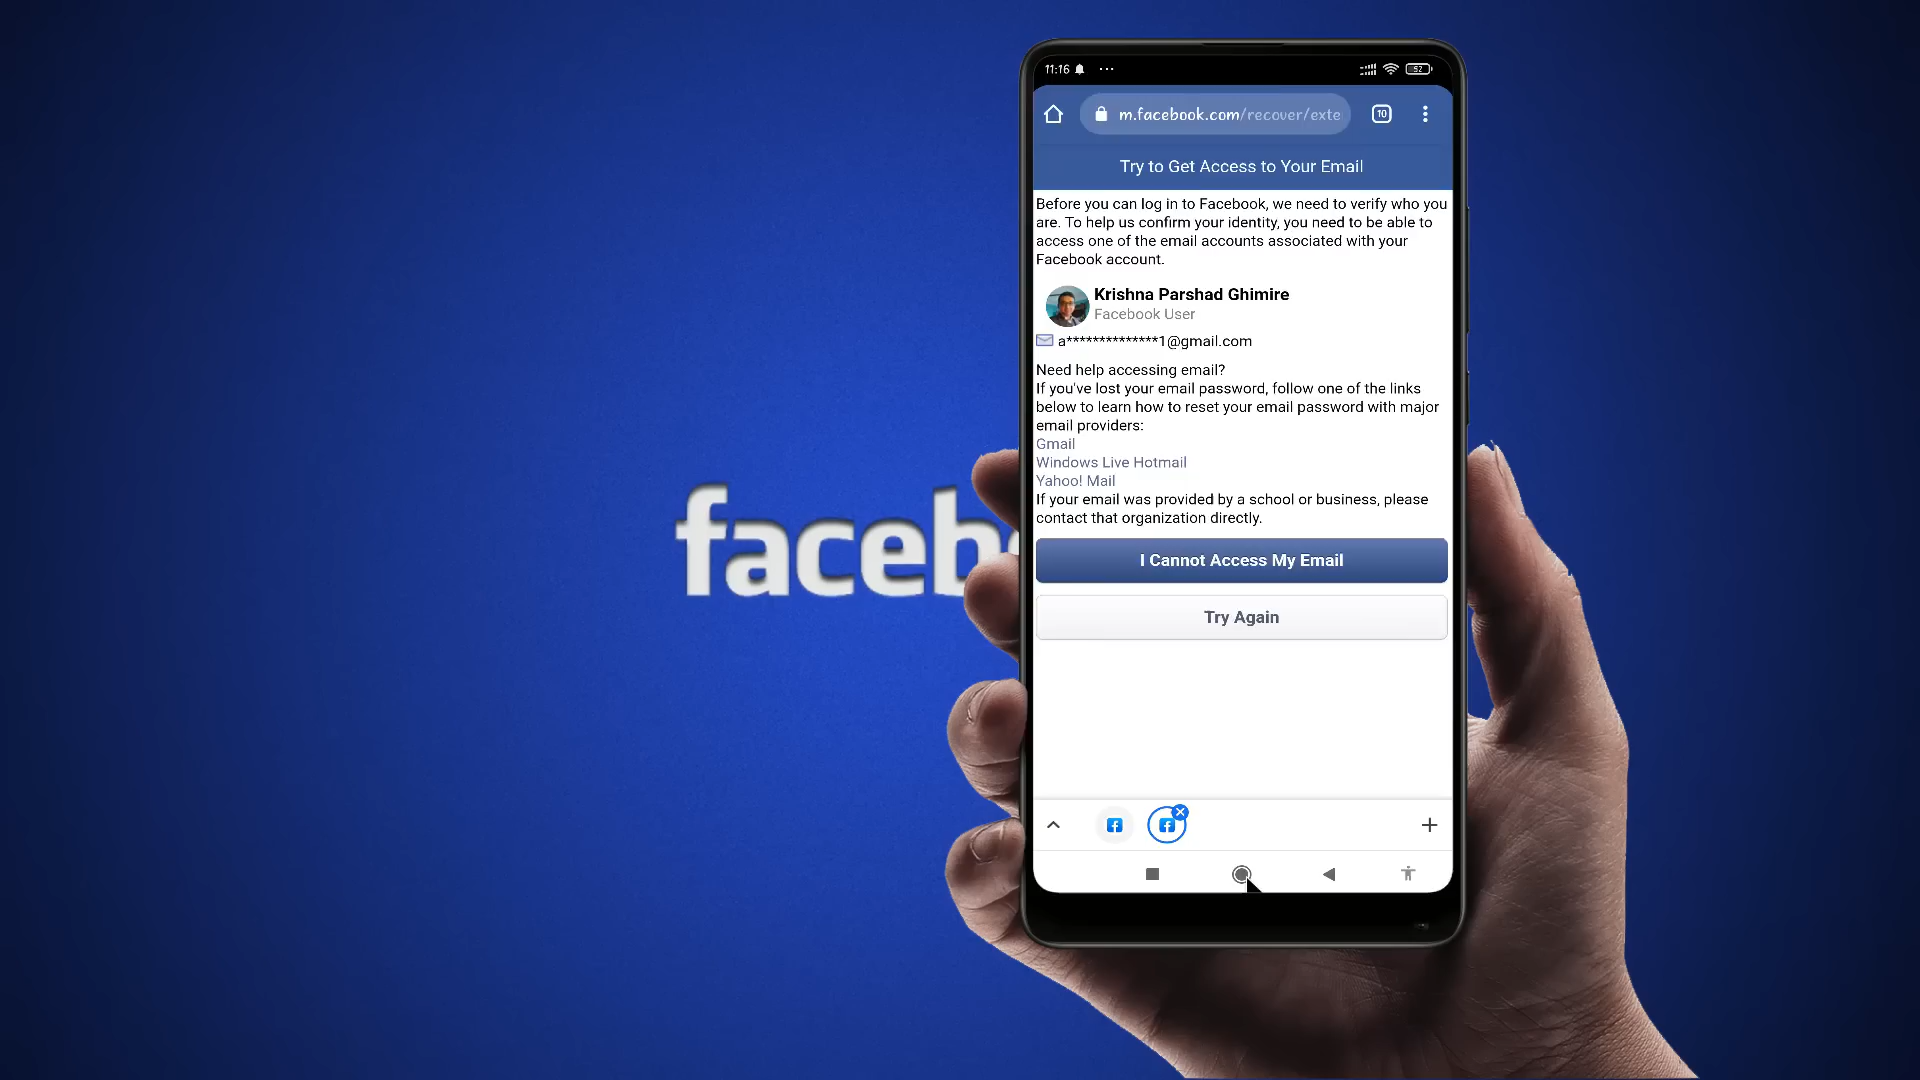 11:16
52
m.facebook.com/recover/exte
10
Try to Get Access to Your Email
Before you can log in to Facebook, we need to verify who you
are. To help us confirm your identity, you need to be able to
access one of the email accounts associated with your
Facebook account.
Krishna Parshad Ghimire
Facebook User
a**************1@gmail.com
Need help accessing email?
If you've lost your email password, follow one of the links
below to learn how to reset your email password with major
email providers:
Gmail
Windows Live Hotmail
Yahoo! Mail
If your email was provided by a school or business, please
contact that organization directly.
faceb
I Cannot Access My Email
Try Again